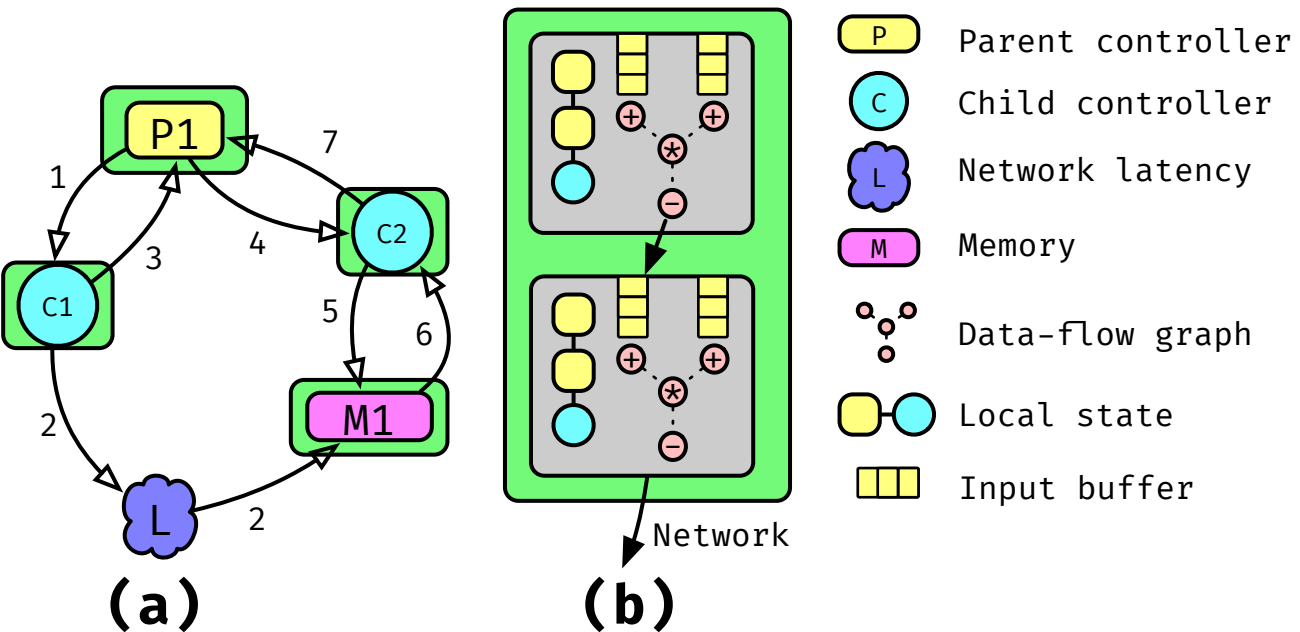 P1
1
3
4
7
C2
C1
5
6
M1
2
L
2
(a)
+ +
*
−
+ +
*
−
Network
(b)
P Parent controller
C Child controller
L Network latency
M Memory
Data-flow graph
Local state
Input buffer